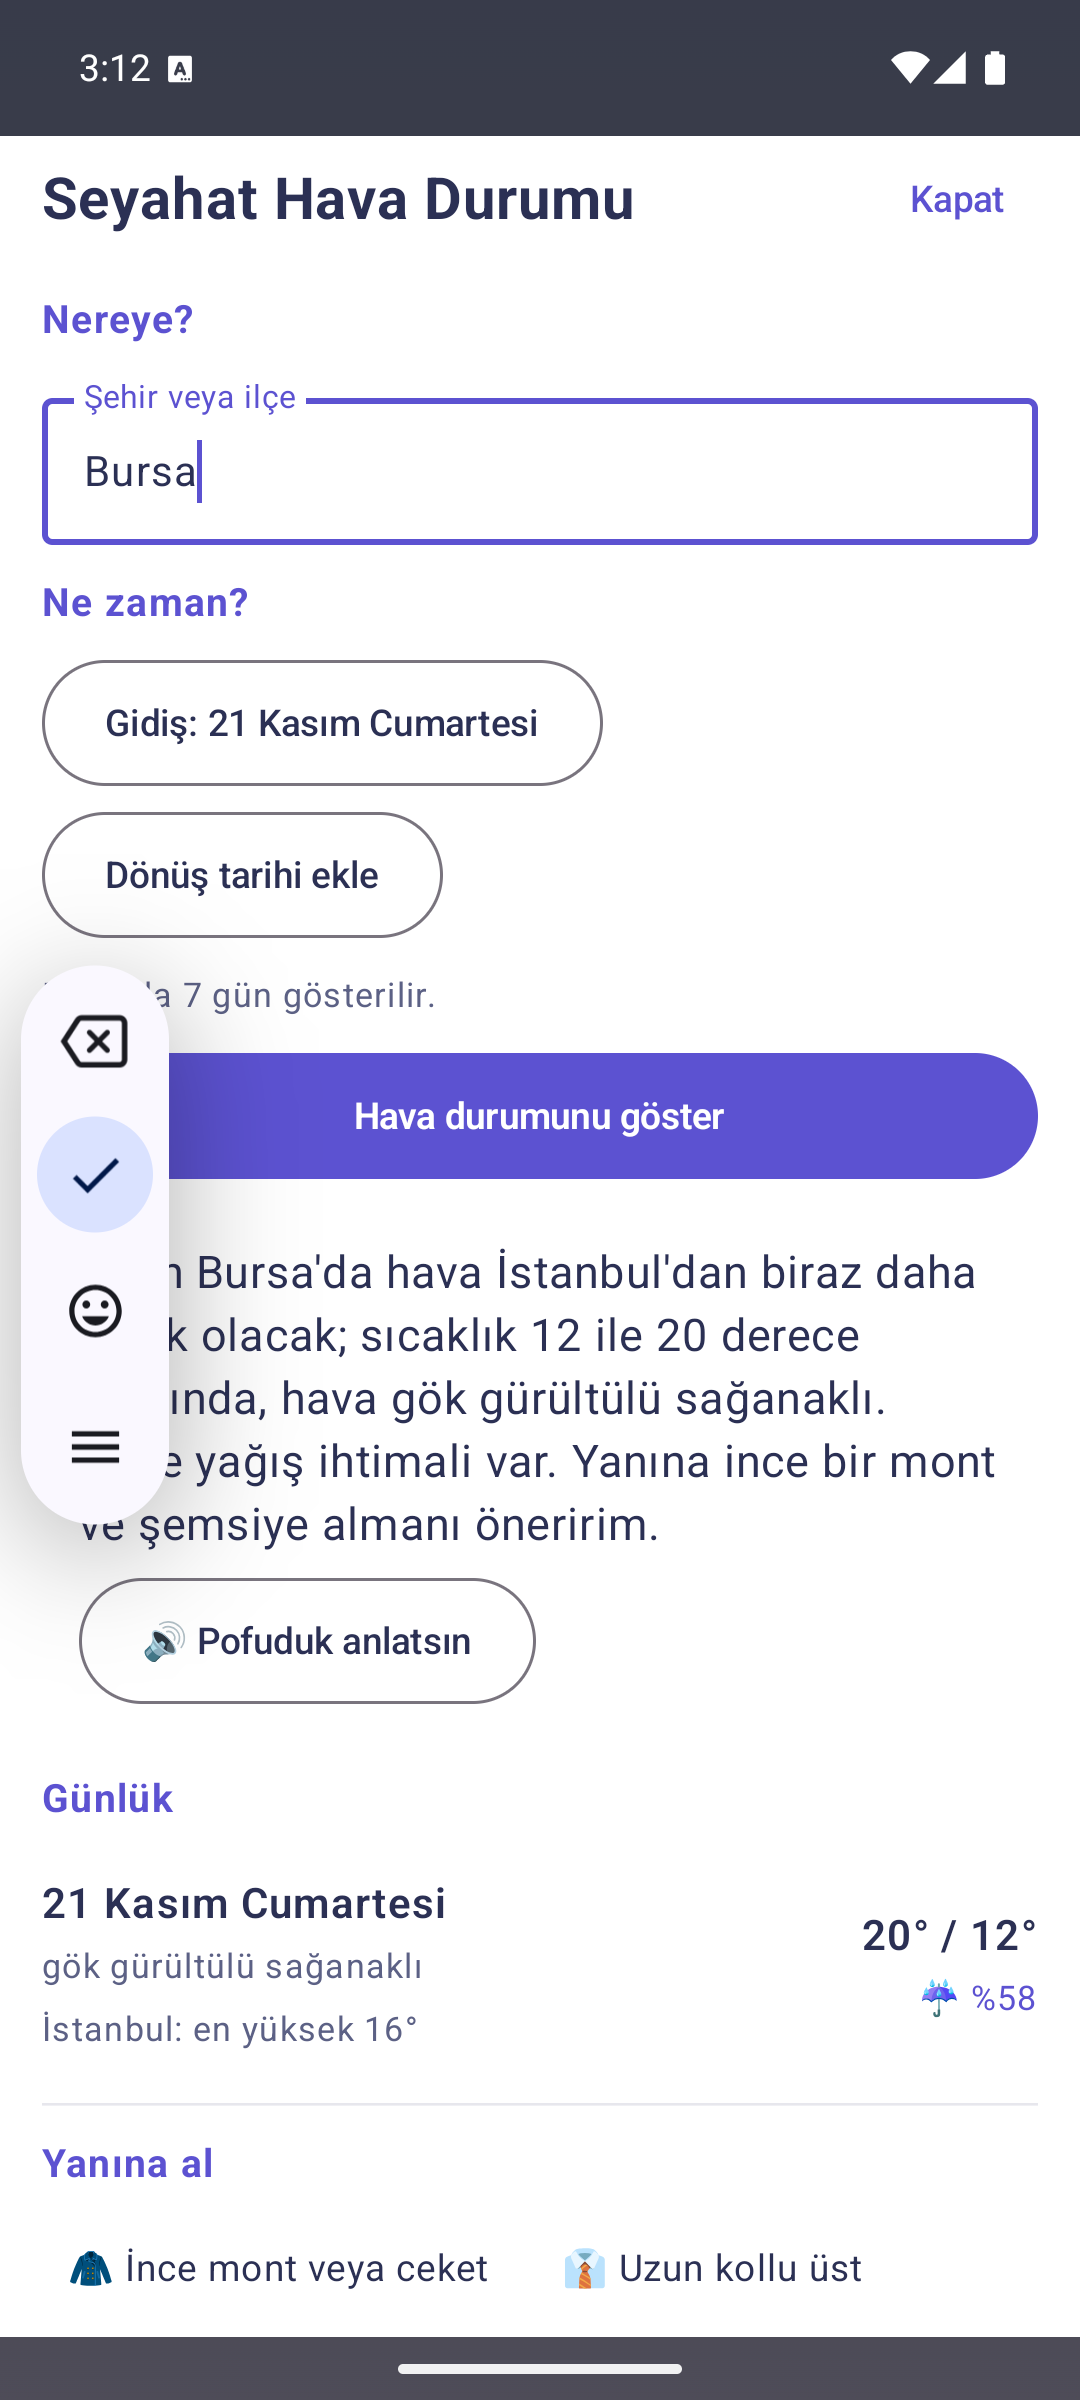 3:12
Seyahat Hava Durumu
Kapat
Nereye?
Şehir veya ilçe
Bursa
Ne zaman?
Gidiş: 21 Kasım Cumartesi
Dönüş tarihi ekle
7 gün gösterilir.
Hava durumunu göster
Bursa'da hava İstanbul'dan biraz daha
olacak; sıcaklık 12 ile 20 derece
hava gök gürültülü sağanaklı.
yağış ihtimali var. Yanına ince bir mont
ve şemsiye almanı öneririm.
🔊 Pofuduk anlatsın
Günlük
21 Kasım Cumartesi
20° / 12°
gök gürültülü sağanaklı
☔ %58
İstanbul: en yüksek 16°
Yanına al
🧥 İnce mont veya ceket
👔 Uzun kollu üst